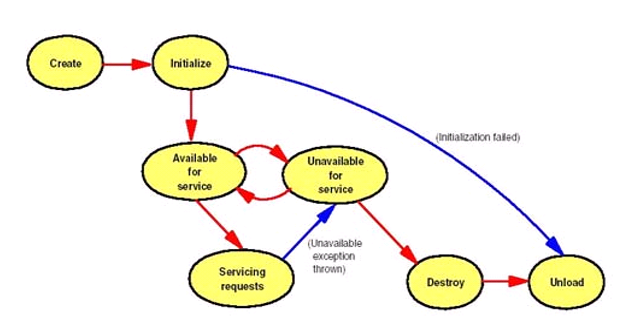 Create
Initialize
(Initialization failed)
Available
for
service
Unavailable
for
service
(Unavailable
exception
thrown)
Servicing
requests
Destroy
Unload